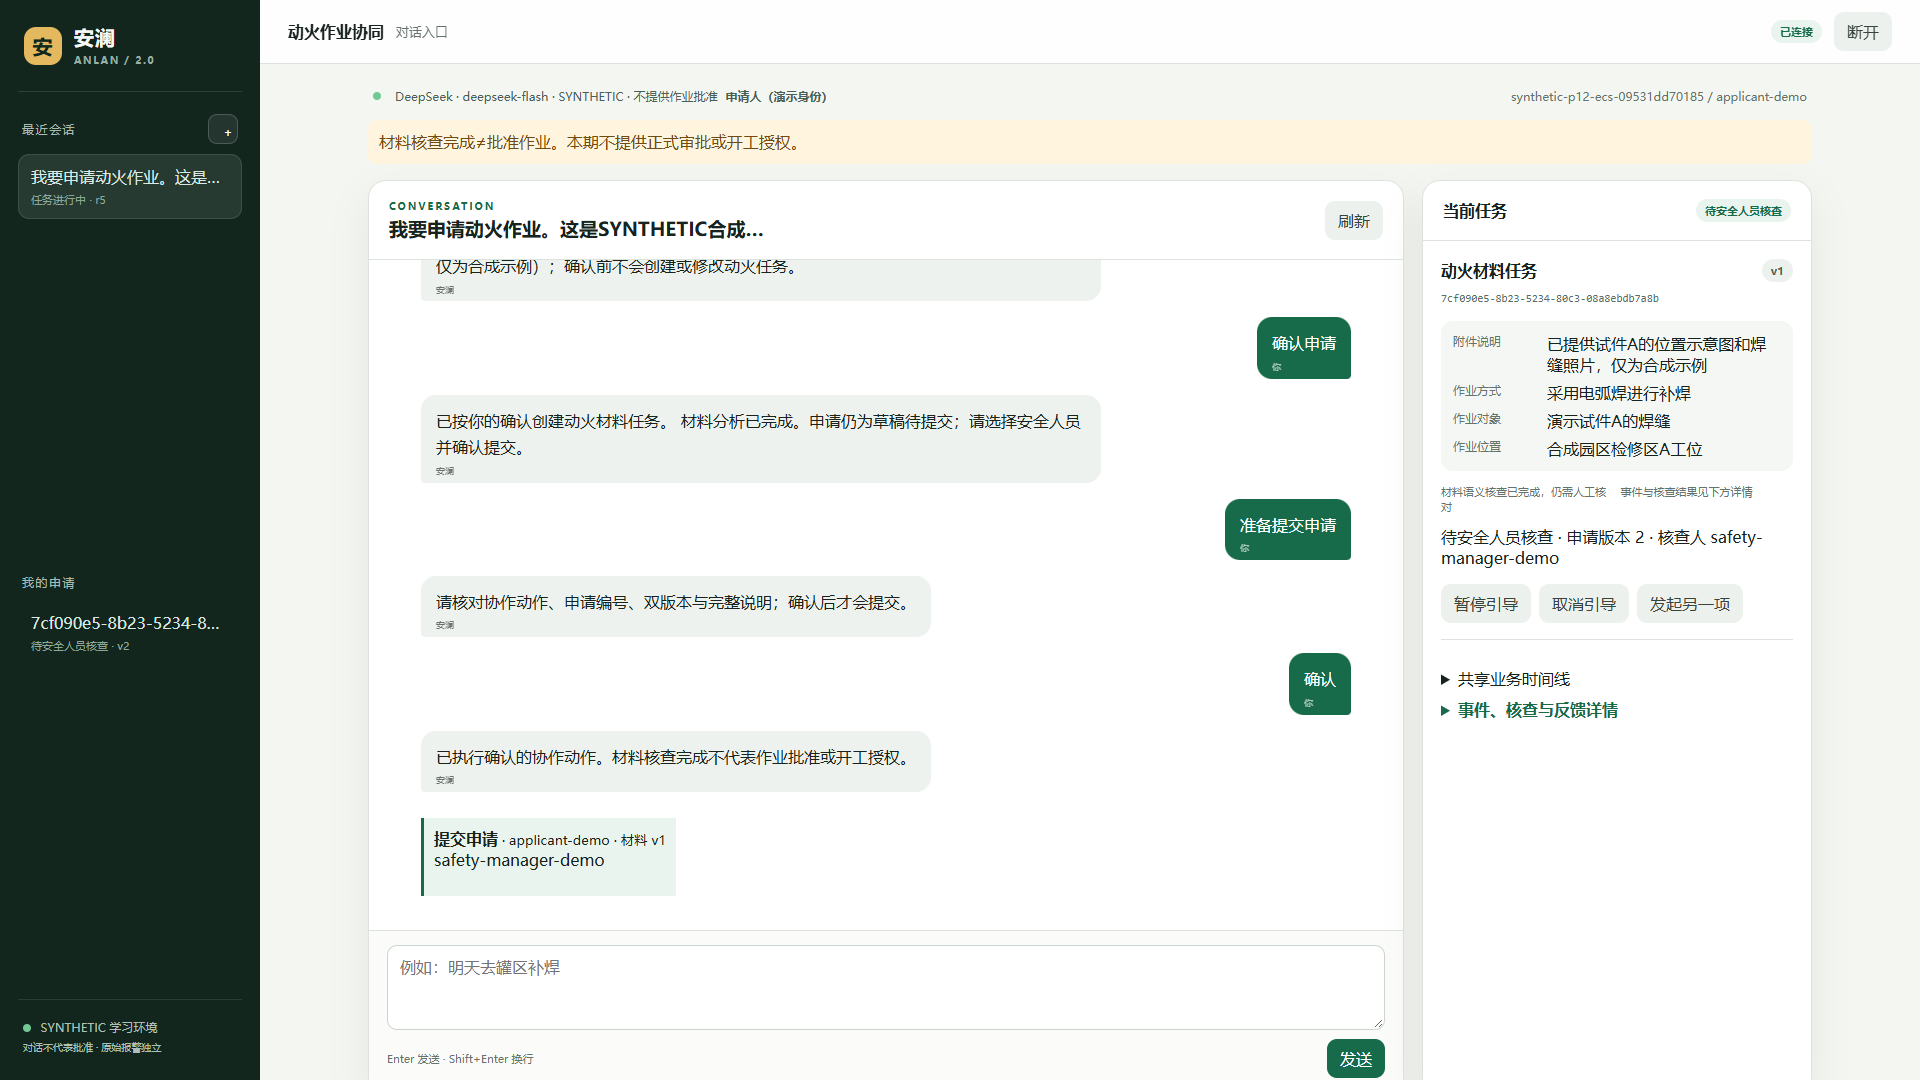 安
安澜
ANLAN / 2.0
最近会话
+
我要申请动火作业。这是...
任务进行中 · r5
我的申请
7cf090e5-8b23-5234-8...
待安全人员核查 · v2
SYNTHETIC 学习环境
对话不代表批准 · 原始报警独立
动火作业协同 对话入口
已连接
断开
DeepSeek · deepseek-flash · SYNTHETIC · 不提供作业批准 申请人（演示身份）
synthetic-p12-ecs-09531dd70185 / applicant-demo
材料核查完成≠批准作业。本期不提供正式审批或开工授权。
CONVERSATION
我要申请动火作业。这是SYNTHETIC合成...
刷新
仅为合成示例）；确认前不会创建或修改动火任务。
安澜
确认申请
你
已按你的确认创建动火材料任务。 材料分析已完成。申请仍为草稿待提交；请选择安全人员
并确认提交。
安澜
准备提交申请
你
请核对协作动作、申请编号、双版本与完整说明；确认后才会提交。
安澜
确认
你
已执行确认的协作动作。材料核查完成不代表作业批准或开工授权。
安澜
提交申请 · applicant-demo · 材料 v1
safety-manager-demo
例如：明天去罐区补焊
Enter 发送 · Shift+Enter 换行
发送
当前任务
待安全人员核查
动火材料任务
v1
7cf090e5-8b23-5234-80c3-08a8ebdb7a8b
附件说明
已提供试件A的位置示意图和焊
缝照片，仅为合成示例
作业方式
采用电弧焊进行补焊
作业对象
演示试件A的焊缝
作业位置
合成园区检修区A工位
材料语义核查已完成，仍需人工核
对
事件与核查结果见下方详情
待安全人员核查 · 申请版本 2 · 核查人 safety-
manager-demo
暂停引导
取消引导
发起另一项
共享业务时间线
事件、核查与反馈详情